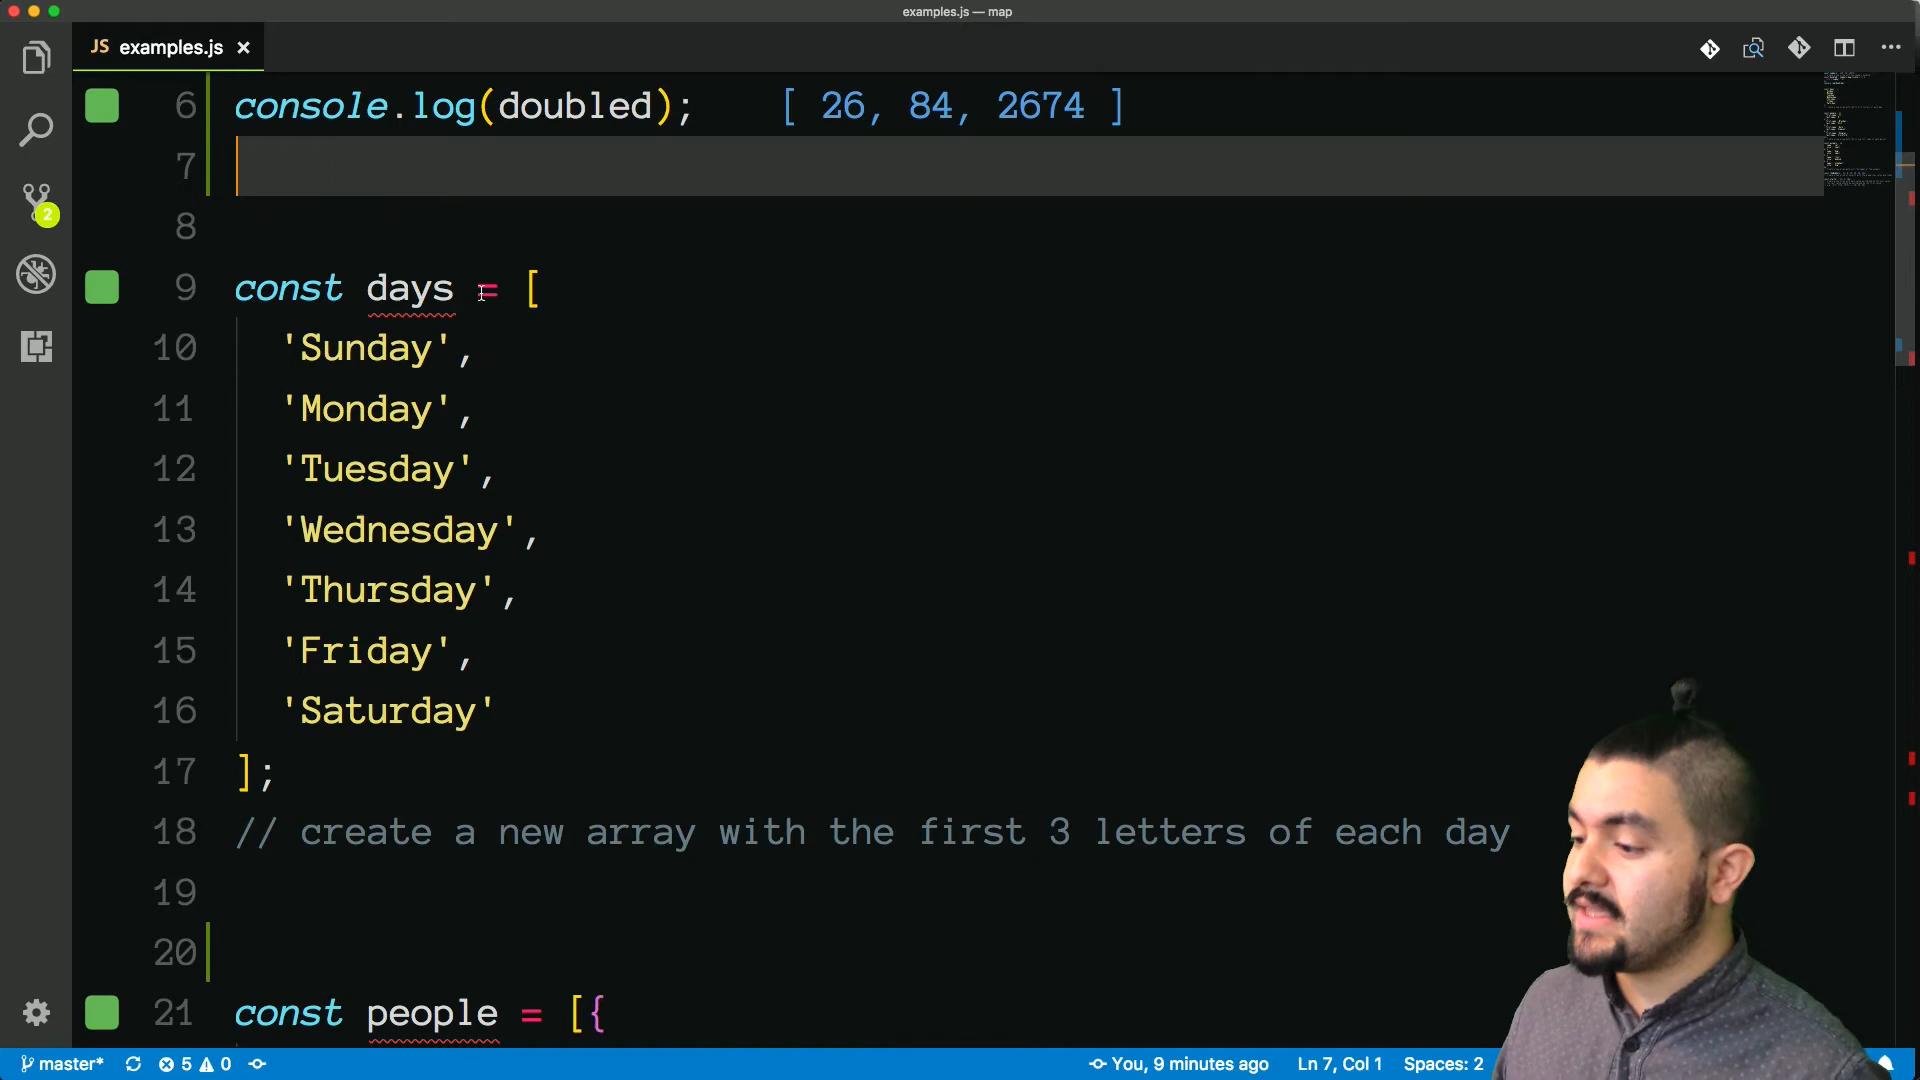 examples.js — map
JS examples.js ×
6 console.log(doubled); [ 26, 84, 2674 ]
7
8
9 const days = [
10 'Sunday',
11 'Monday',
12 'Tuesday',
13 'Wednesday',
14 'Thursday',
15 'Friday',
16 'Saturday'
17 ];
18 // create a new array with the first 3 letters of each day
19
20
21 const people = [{
2
master* 5 0 You, 9 minutes ago Ln 7, Col 1 Spaces: 2